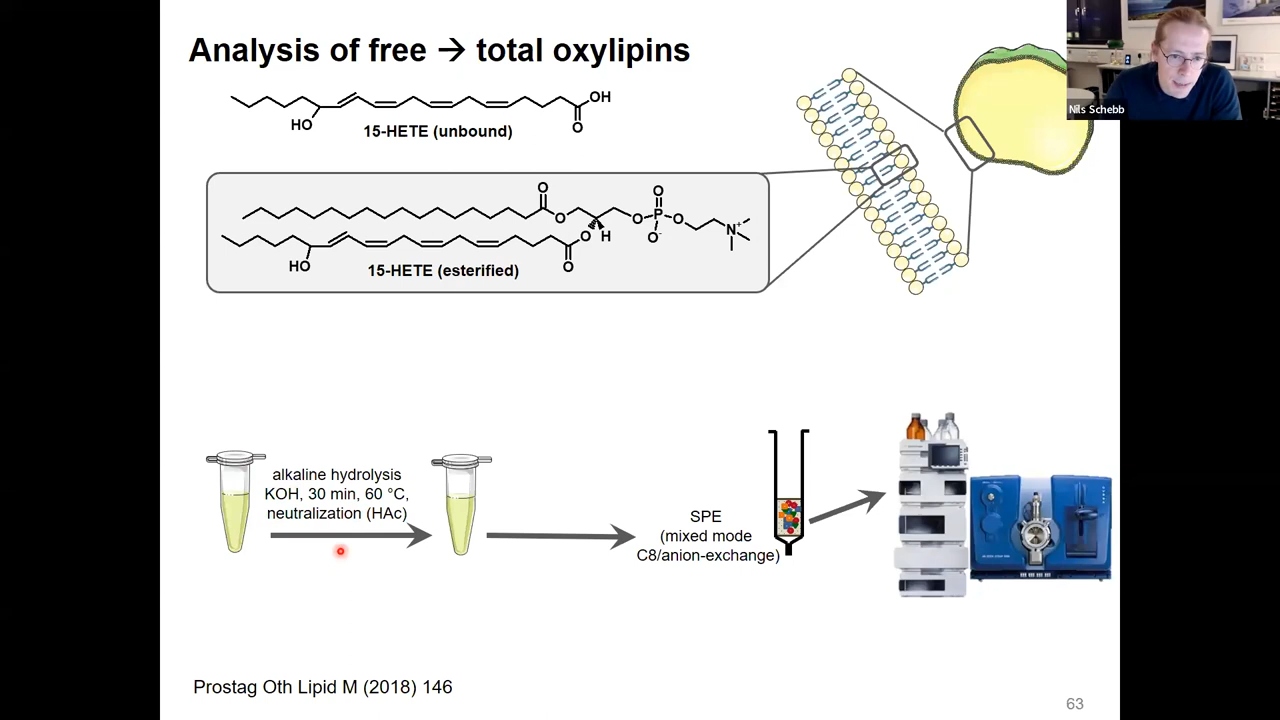 Analysis of free → total oxylipins
Nils Schebb
OH
HO
O
15-HETE (unbound)
O
O
O
O
P
O
O-
N+
O
H
HO
O
15-HETE (esterified)
alkaline hydrolysis
KOH, 30 min, 60 °C,
neutralization (HAc)
SPE
(mixed mode
C8/anion-exchange)
Prostag Oth Lipid M (2018) 146
63